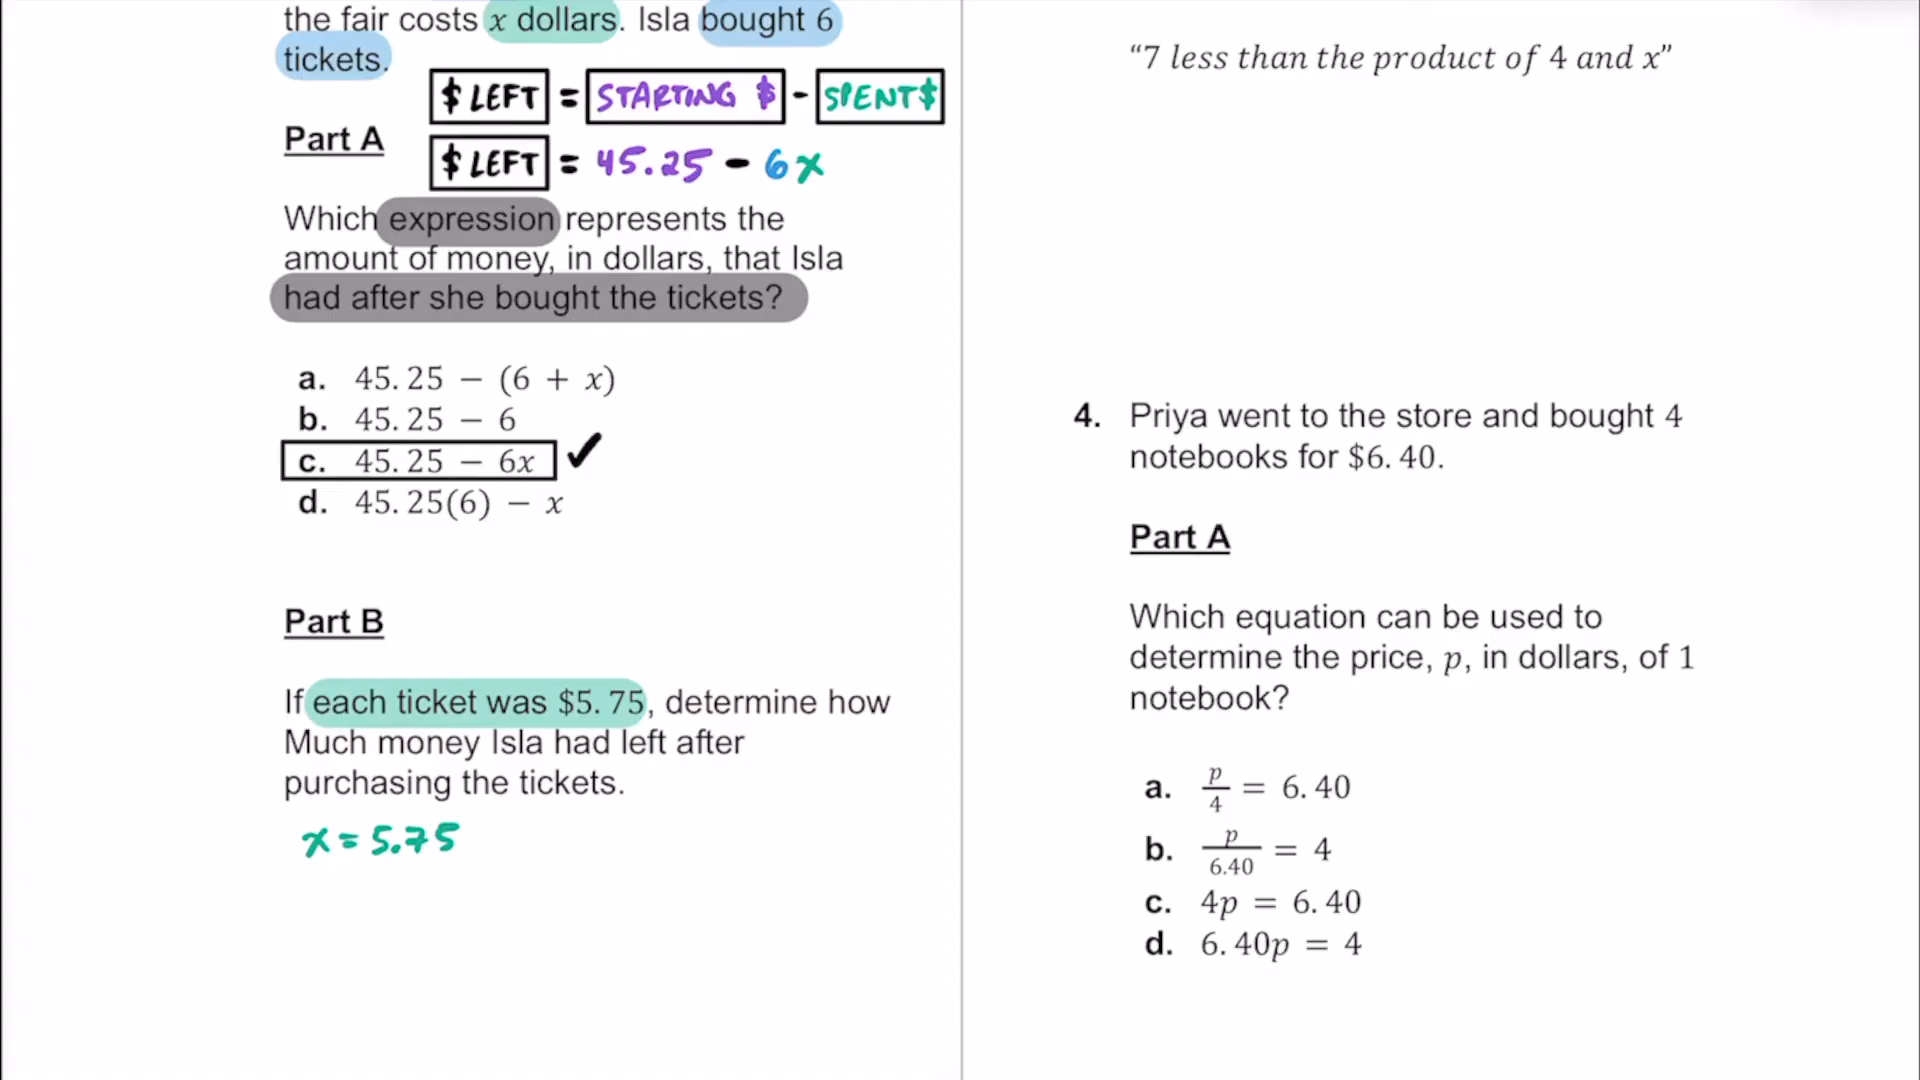 the fair costs x dollars. Isla bought 6
tickets.
$ LEFT = STARTING $ - SPENT $
Part A
$ LEFT = 45.25 - 6x
Which expression represents the
amount of money, in dollars, that Isla
had after she bought the tickets?
a. 45.25 − (6 + x)
b. 45.25 − 6
c. 45.25 − 6x ✓
d. 45.25(6) − x
Part B
If each ticket was $5.75, determine how
Much money Isla had left after
purchasing the tickets.
x = 5.75
“7 less than the product of 4 and x”
4. Priya went to the store and bought 4
notebooks for $6.40.
Part A
Which equation can be used to
determine the price, p, in dollars, of 1
notebook?
a. p/4 = 6.40
b. p/6.40 = 4
c. 4p = 6.40
d. 6.40p = 4